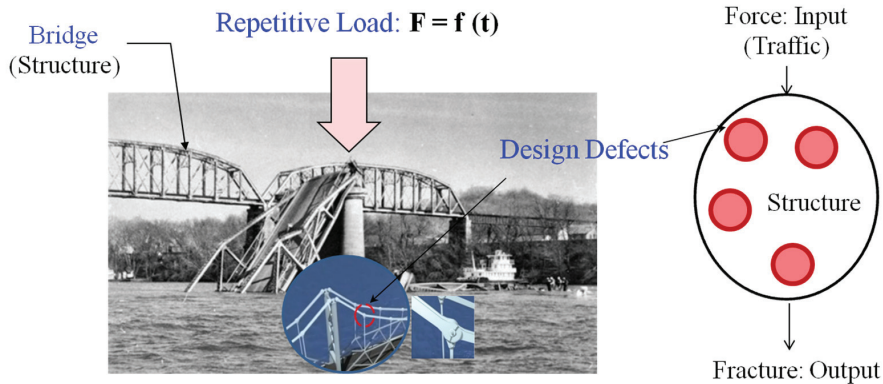 Bridge
(Structure)
Repetitive Load: F = f (t)
Design Defects
Force: Input
(Traffic)
Structure
Fracture: Output